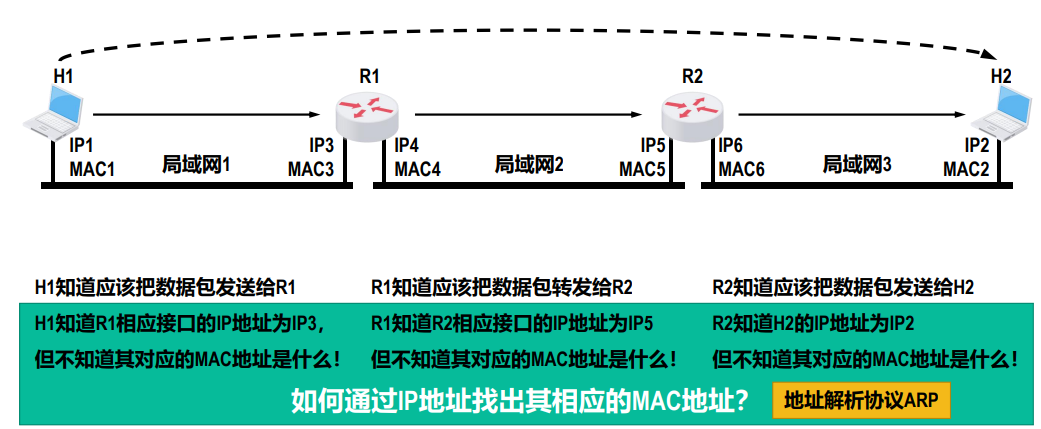 H1
R1
R2
H2
IP1
MAC1
局域网1
IP3
MAC3
IP4
MAC4
局域网2
IP5
MAC5
IP6
MAC6
局域网3
IP2
MAC2
H1知道应该把数据包发送给R1
H1知道R1相应接口的IP地址为IP3，
但不知道其对应的MAC地址是什么！
R1知道应该把数据包转发给R2
R1知道R2相应接口的IP地址为IP5
但不知道其对应的MAC地址是什么！
R2知道应该把数据包发送给H2
R2知道H2的IP地址为IP2
但不知道其对应的MAC地址是什么！
如何通过IP地址找出其相应的MAC地址？
地址解析协议ARP